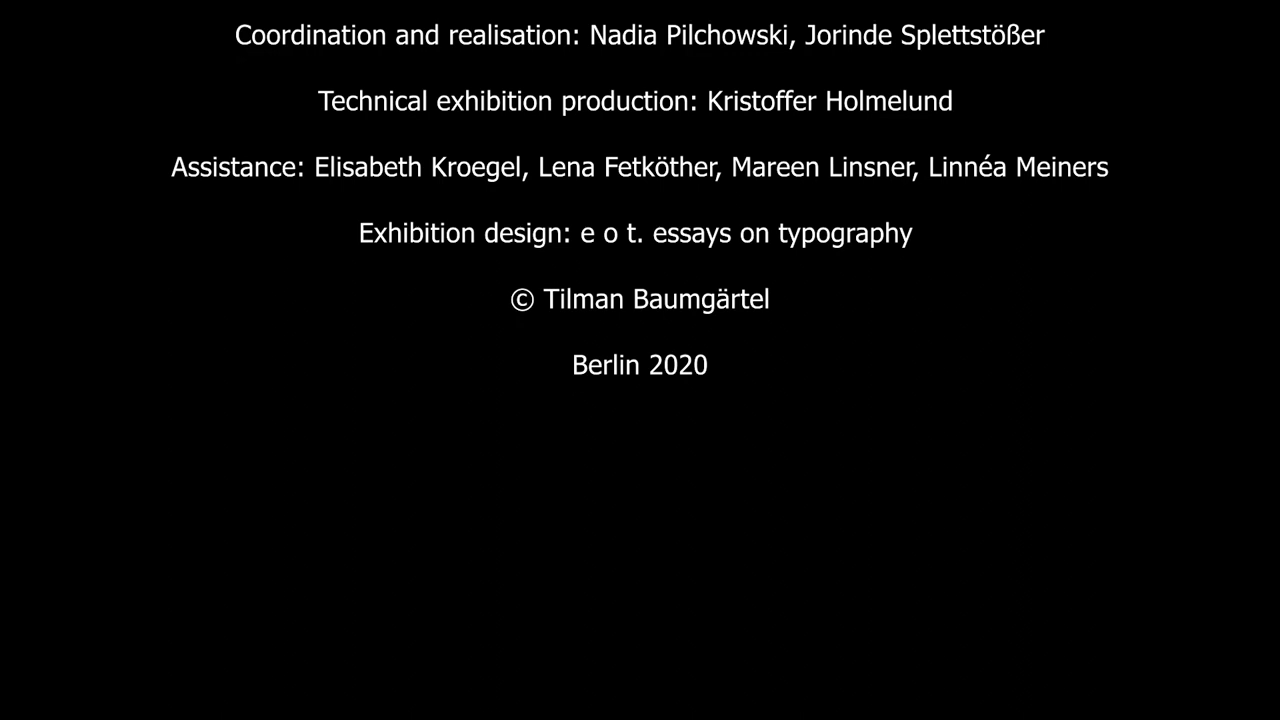 Coordination and realisation: Nadia Pilchowski, Jorinde Splettstößer
Technical exhibition production: Kristoffer Holmelund
Assistance: Elisabeth Kroegel, Lena Fetköther, Mareen Linsner, Linnéa Meiners
Exhibition design: e o t. essays on typography
© Tilman Baumgärtel
Berlin 2020